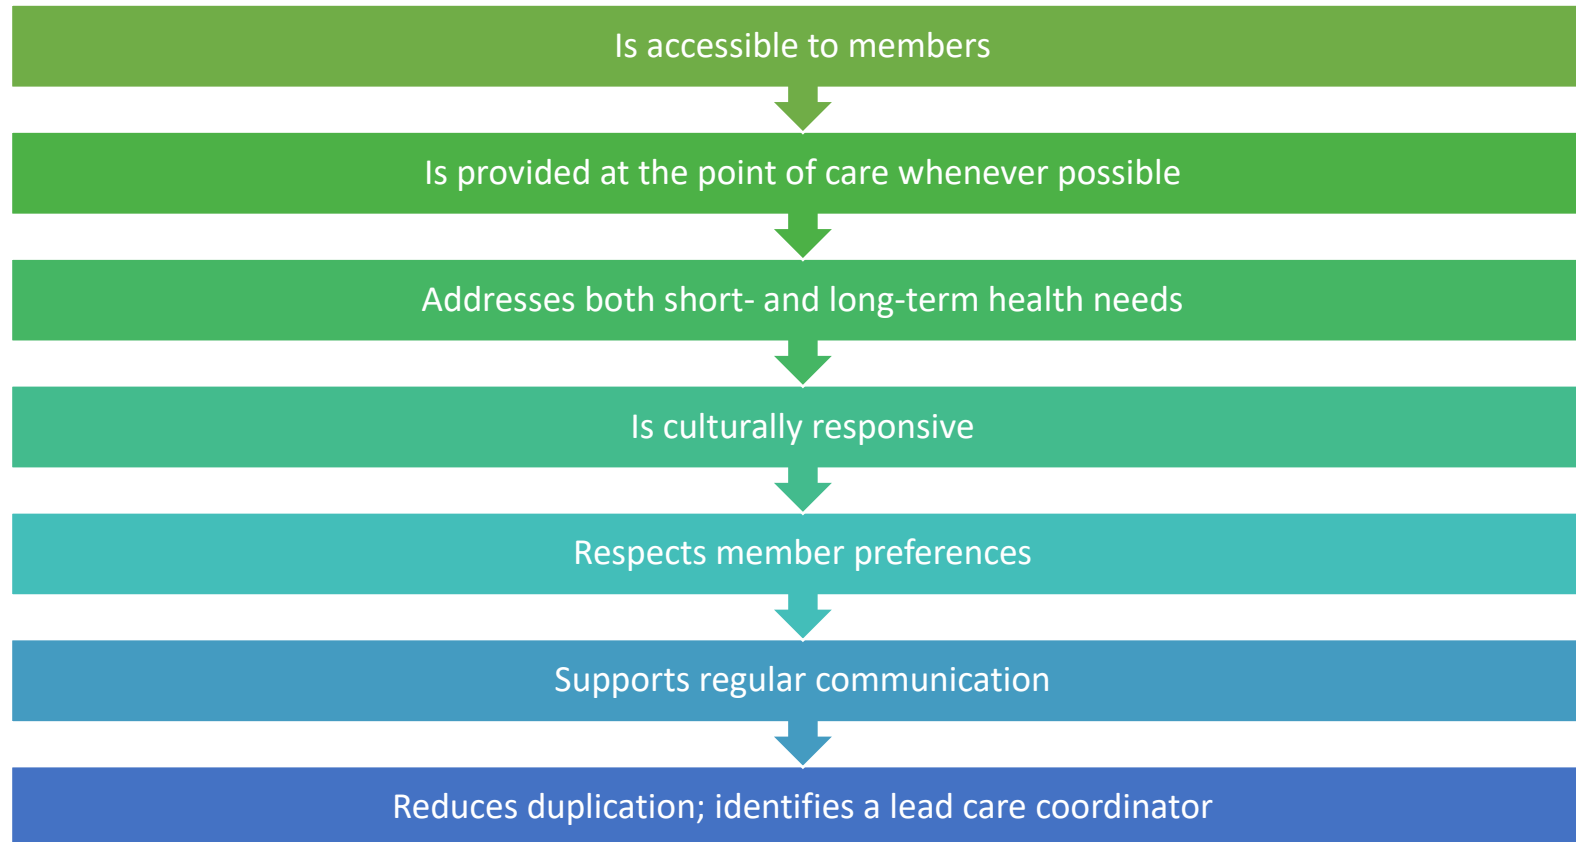 Is accessible to members
Is provided at the point of care whenever possible
Addresses both short- and long-term health needs
Is culturally responsive
Respects member preferences
Supports regular communication
Reduces duplication; identifies a lead care coordinator